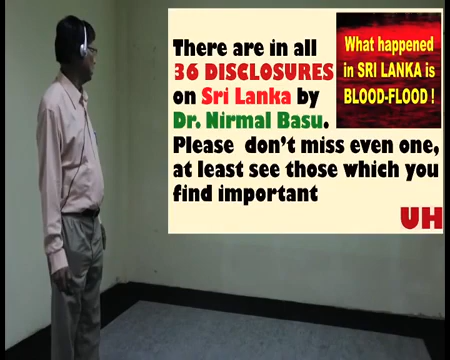 There are in all
36 DISCLOSURES
on Sri Lanka by
Dr. Nirmal Basu.
Please don't miss even one,
at least see those which you
find important
What happened
in SRI LANKA is
BLOOD-FLOOD !
UH